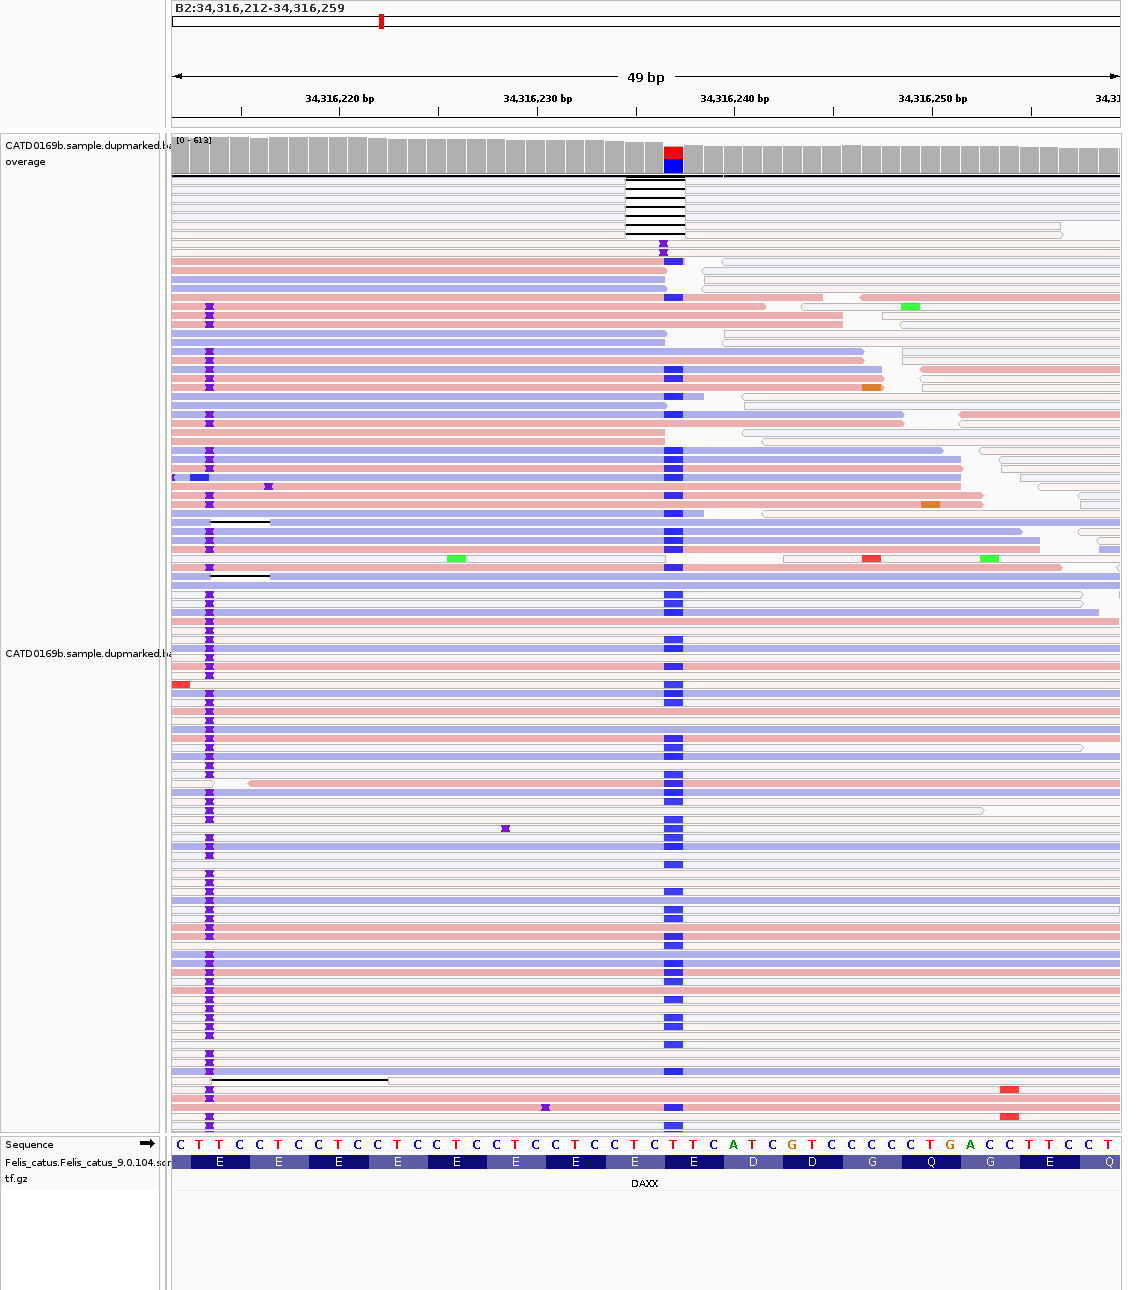 B2:34,316,212-34,316,259
49 bp
34,316,220 bp 34,316,230 bp 34,316,240 bp 34,316,250 bp 34,31
CATD0169b.sample.dupmarked.ba
[0 - 613]
overage
CATD0169b.sample.dupmarked.ba
Sequence
C T T C C T C C T C C T C C T C C T C C T C C T C T T C A T C G T C C C C C T G A C C T T C C T
Felis_catus.Felis_catus_9.0.104.sor
E E E E E E E E E D D G Q G E Q
tf.gz
DAXX